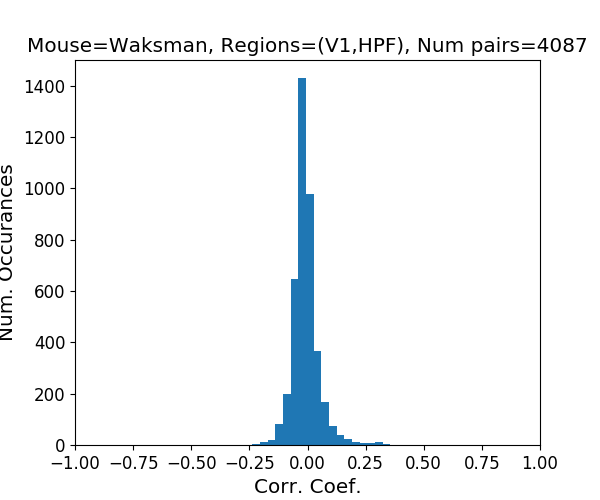 Mouse=Waksman, Regions=(V1,HPF), Num pairs=4087
1400
1200
1000
800
600
400
200
0
Num. Occurances
−1.00 −0.75 −0.50 −0.25 0.00 0.25 0.50 0.75 1.00
Corr. Coef.